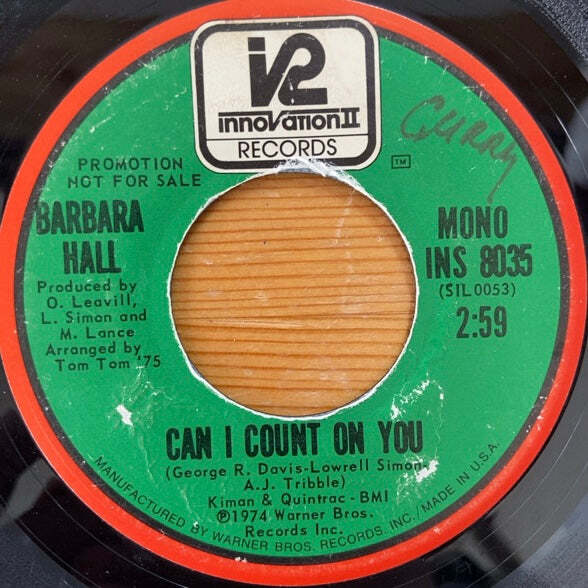 i2
innovation II
RECORDS
TM
Curry
PROMOTION
NOT FOR SALE
BARBARA
HALL
Produced by
O. Leavill,
L. Simon and
M. Lance
Arranged by
Tom Tom '75
MONO
INS 8035
(SIL0053)
2:59
CAN I COUNT ON YOU
(George R. Davis-Lowrell Simon-
A.J. Tribble)
Kiman & Quintrac - BMI
℗1974 Warner Bros.
Records Inc.
MANUFACTURED BY WARNER BROS. RECORDS, INC./MADE IN U.S.A.